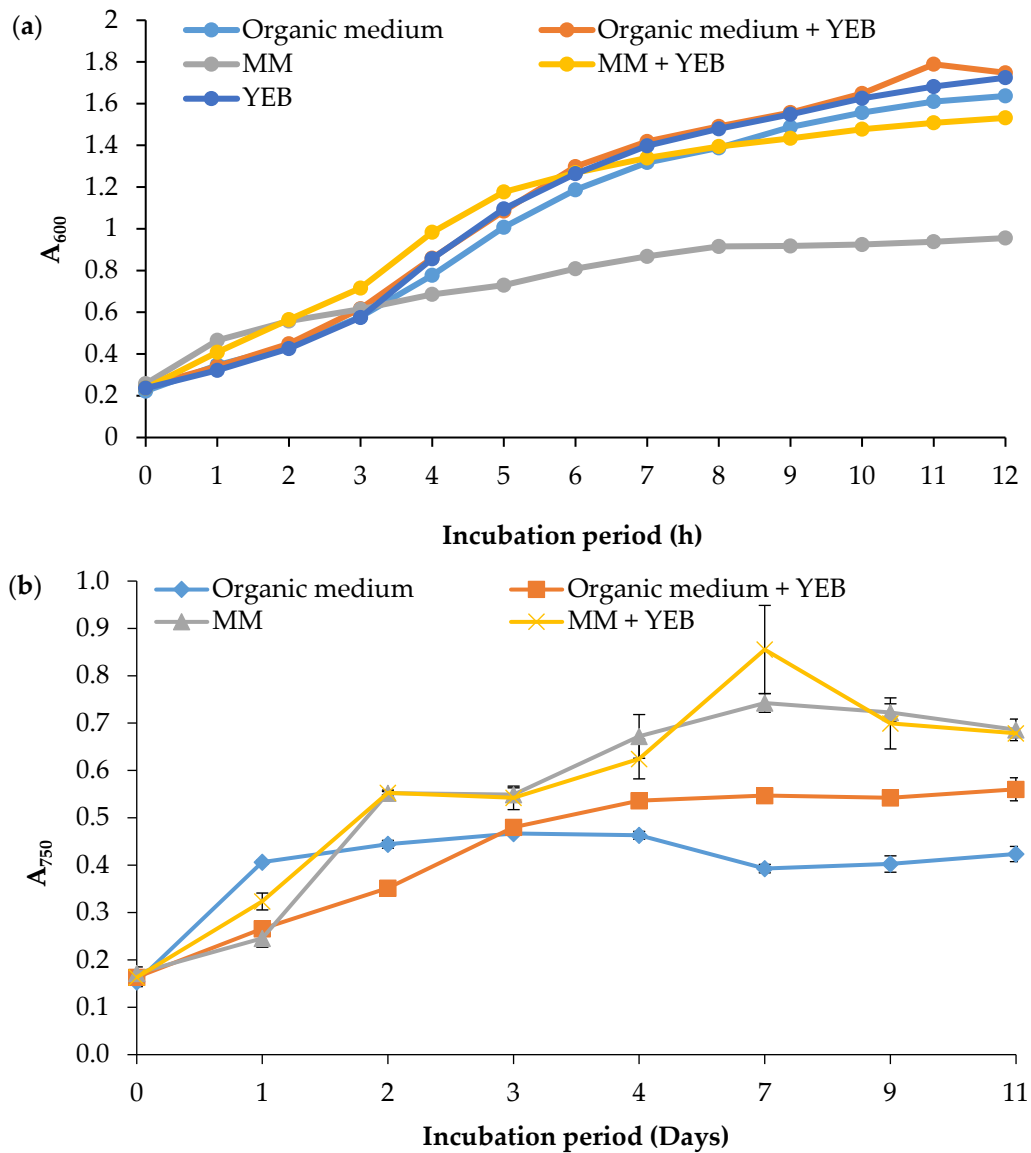 (a)
Organic medium
Organic medium + YEB
MM
MM + YEB
YEB
2
1.8
1.6
1.4
1.2
1
0.8
0.6
0.4
0.2
0
A600
0 1 2 3 4 5 6 7 8 9 10 11 12
Incubation period (h)
(b)
Organic medium
Organic medium + YEB
MM
MM + YEB
1.0
0.9
0.8
0.7
0.6
0.5
0.4
0.3
0.2
0.1
0.0
A750
0 1 2 3 4 7 9 11
Incubation period (Days)